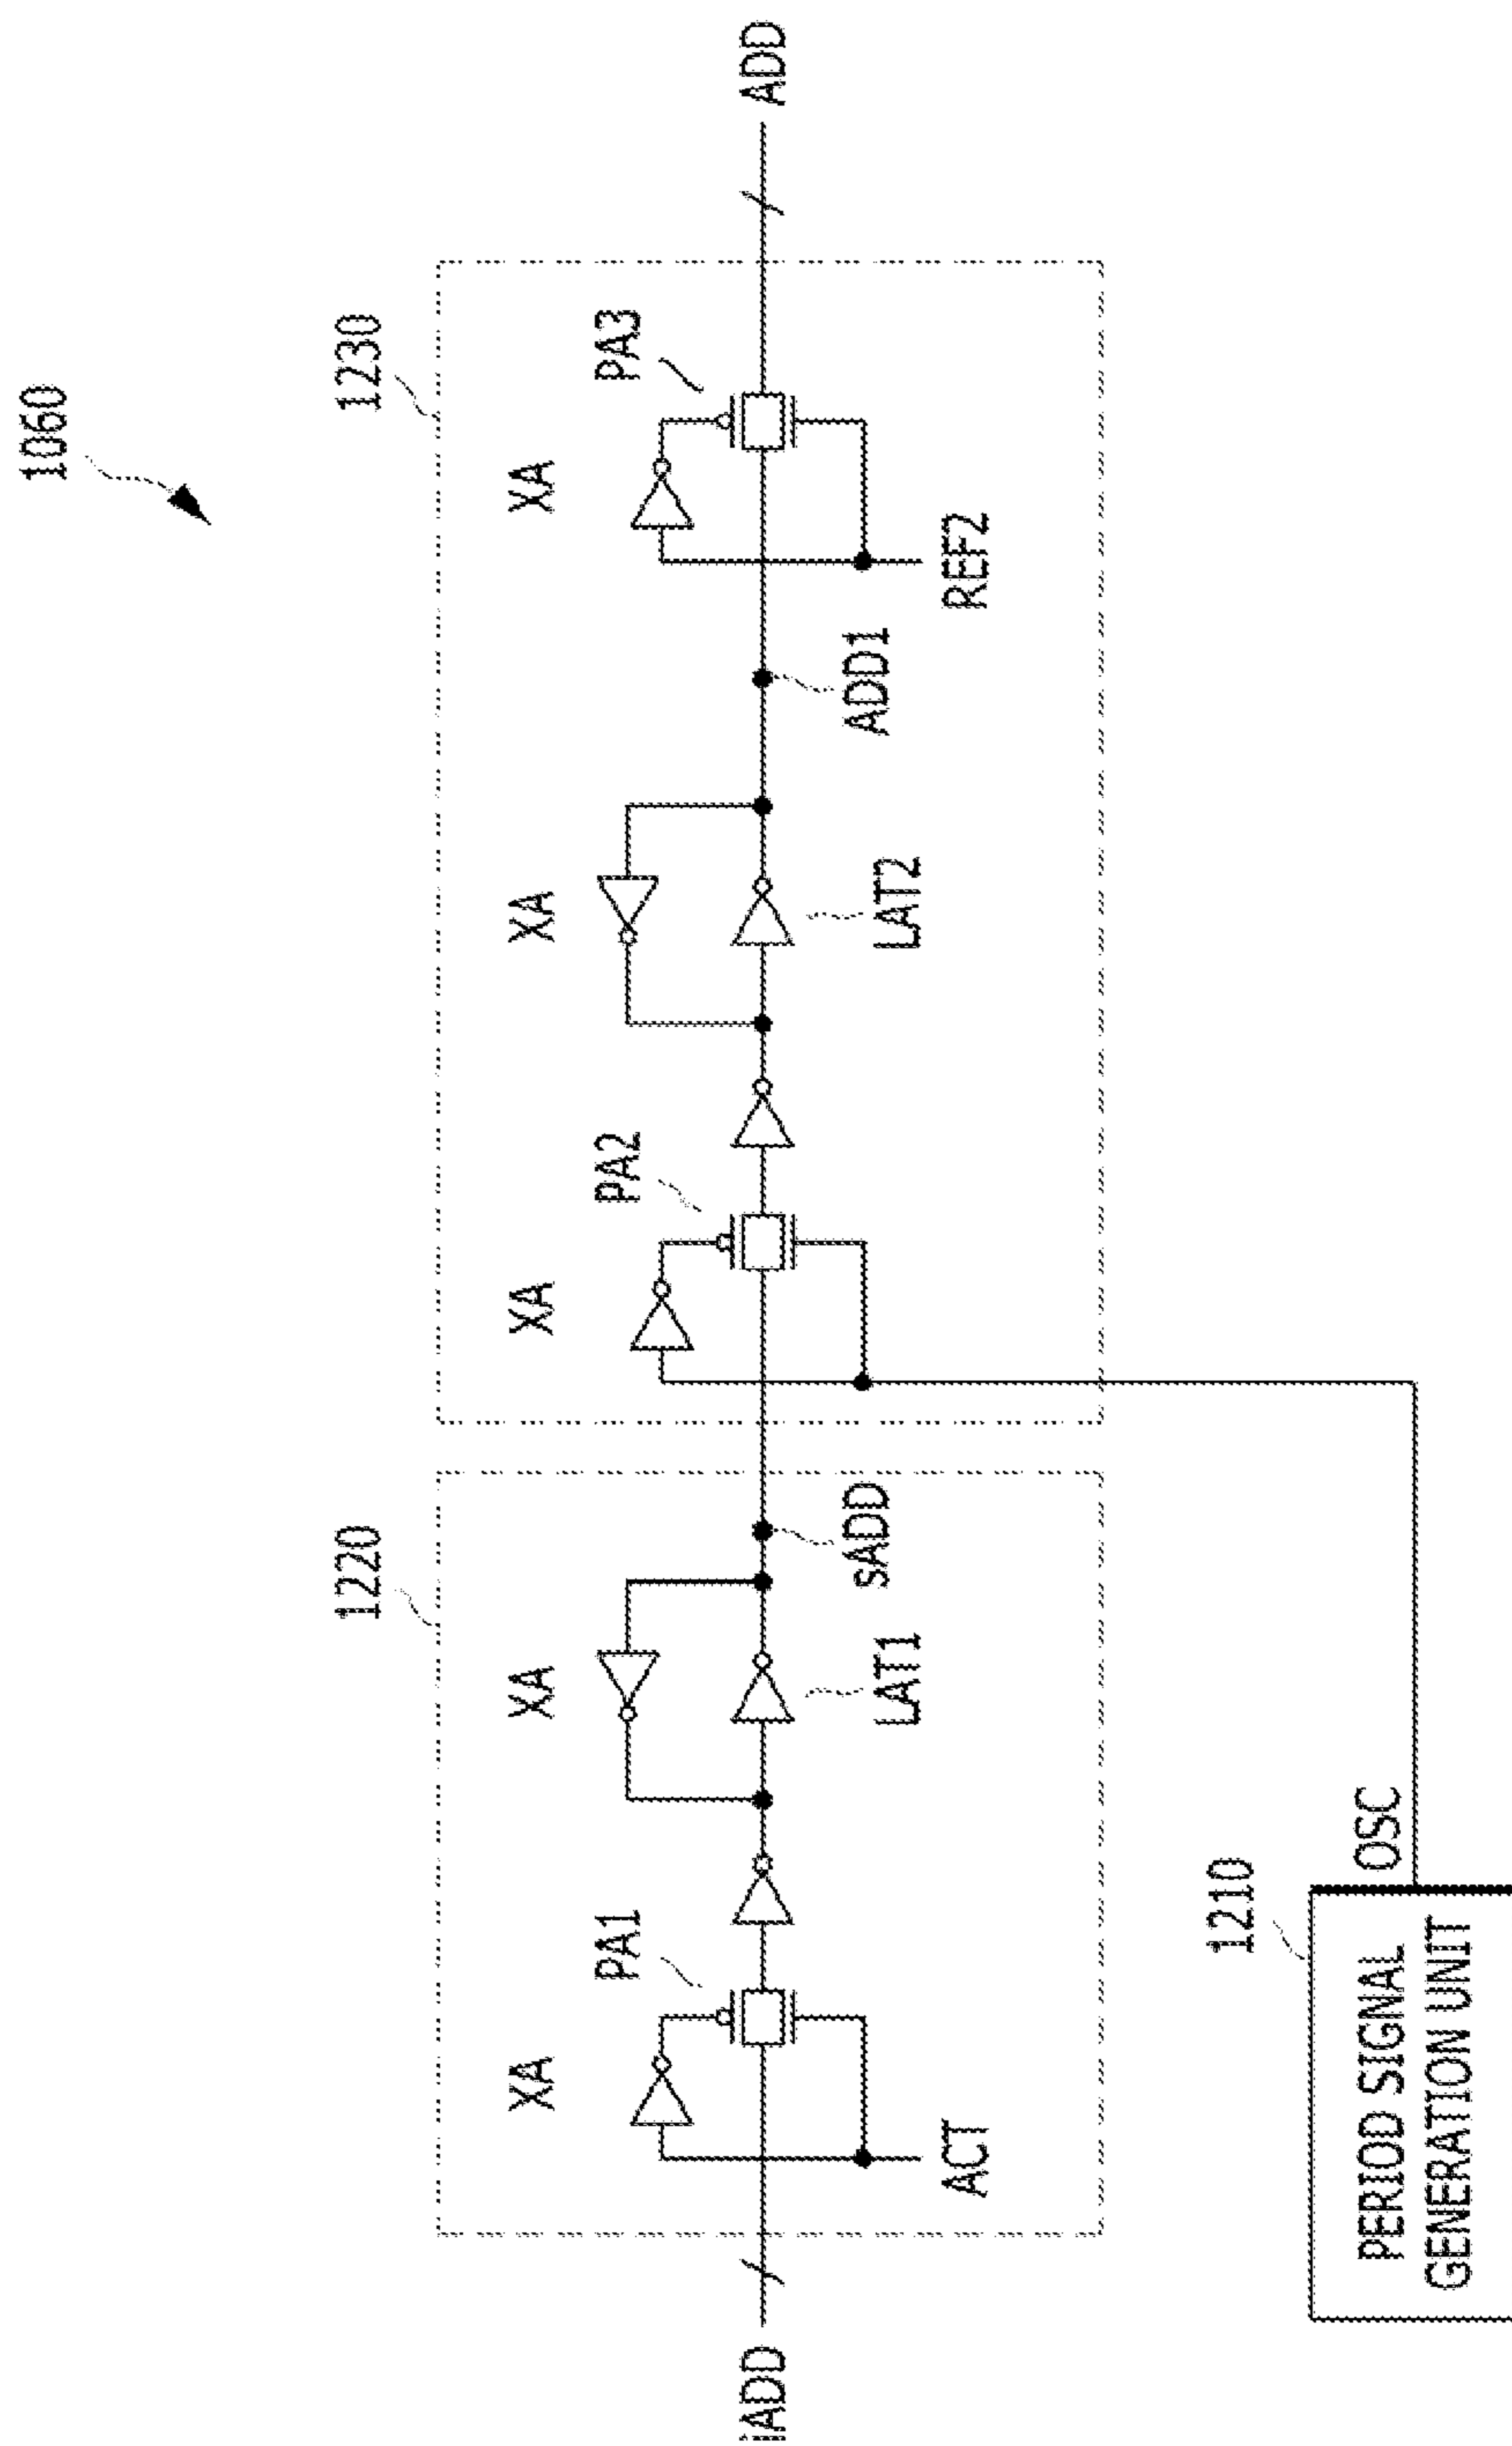 1060
1220
1230
XA
PA1
XA
XA
PA2
XA
XA
PA3
iADD
ADD
ACT
LAT1
sADD
LAT2
ADD1
REF2
1210
OSC
PERIOD SIGNAL
GENERATION UNIT